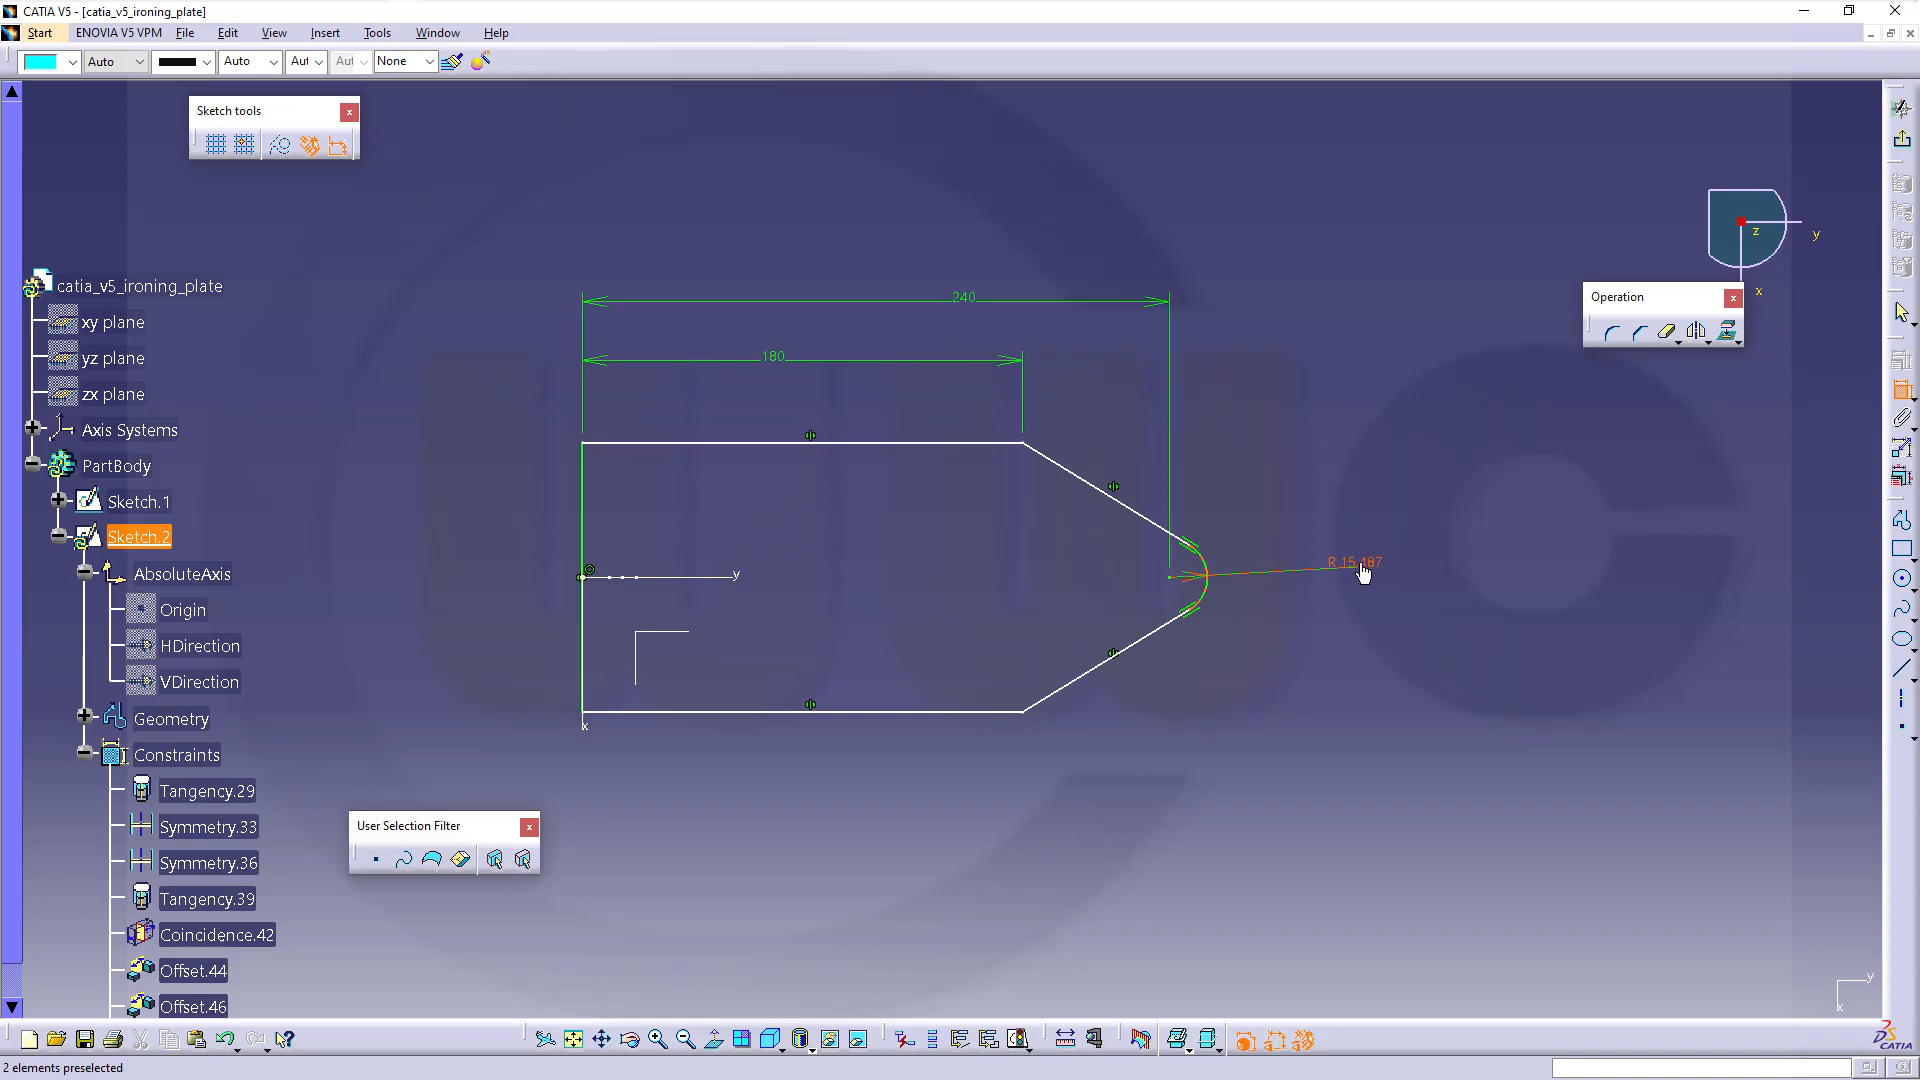 CATIA V5 - [catia_v5_ironing_plate]
Start ENOVIA V5 VPM File Edit View Insert Tools Window Help
Auto Auto Aut Aut None
Sketch tools
z
y
x
Operation
catia_v5_ironing_plate
xy plane
yz plane
zx plane
Axis Systems
PartBody
Sketch.1
Sketch.2
AbsoluteAxis
Origin
HDirection
VDirection
Geometry
Constraints
Tangency.29
Symmetry.33
Symmetry.36
Tangency.39
Coincidence.42
Offset.44
Offset.46
240
180
R 15.187
y
x
User Selection Filter
y
x
CATIA
2 elements preselected